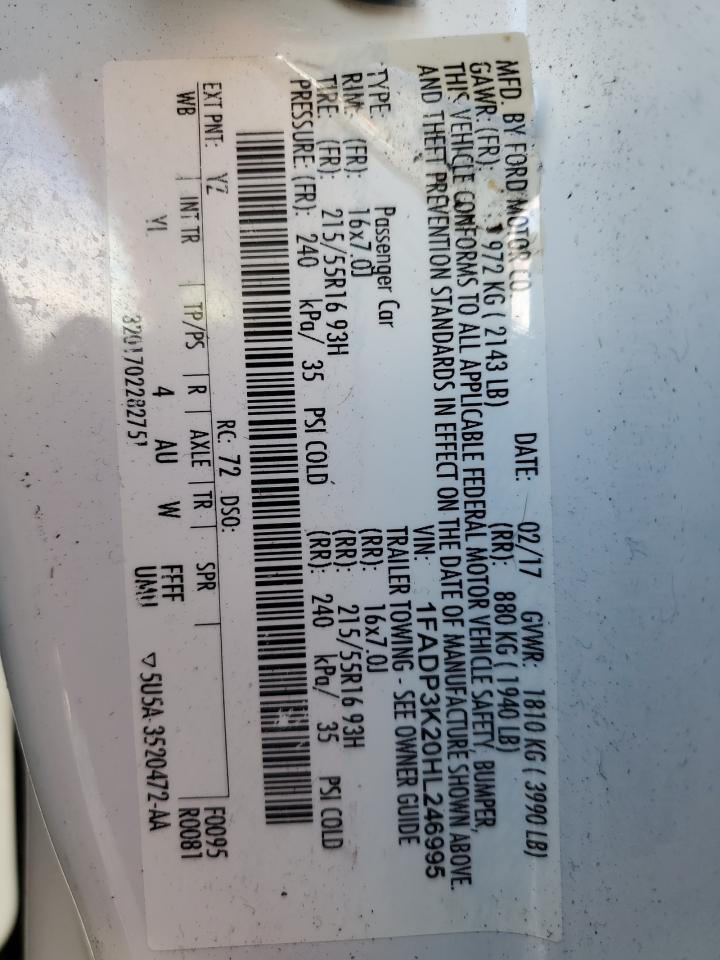 MFD. BY FORD MOTOR CO. DATE: 02/17 GVWR: 1810 KG ( 3990 LB)
GAWR: (FR): 972 KG ( 2143 LB) (RR): 880 KG ( 1940 LB)
THIS VEHICLE CONFORMS TO ALL APPLICABLE FEDERAL MOTOR VEHICLE SAFETY, BUMPER,
AND THEFT PREVENTION STANDARDS IN EFFECT ON THE DATE OF MANUFACTURE SHOWN ABOVE.
VIN: 1FADP3K20HL246995
TYPE: Passenger Car TRAILER TOWING - SEE OWNER GUIDE
RIM: (FR): 16x7.0J (RR): 16x7.0J
TIRE: (FR): 215/55R16 93H (RR): 215/55R16 93H
PRESSURE: (FR): 240 kPa/ 35 PSI COLD (RR): 240 kPa/ 35 PSI COLD
F0095
RC: 72 DSO: R0081
EXT PNT: YZ
WB INT TR TP/PS R AXLE TR SPR
YL 4 AU W FFFF
UMU
320170228275 ▽ 5U5A-3520472-AA